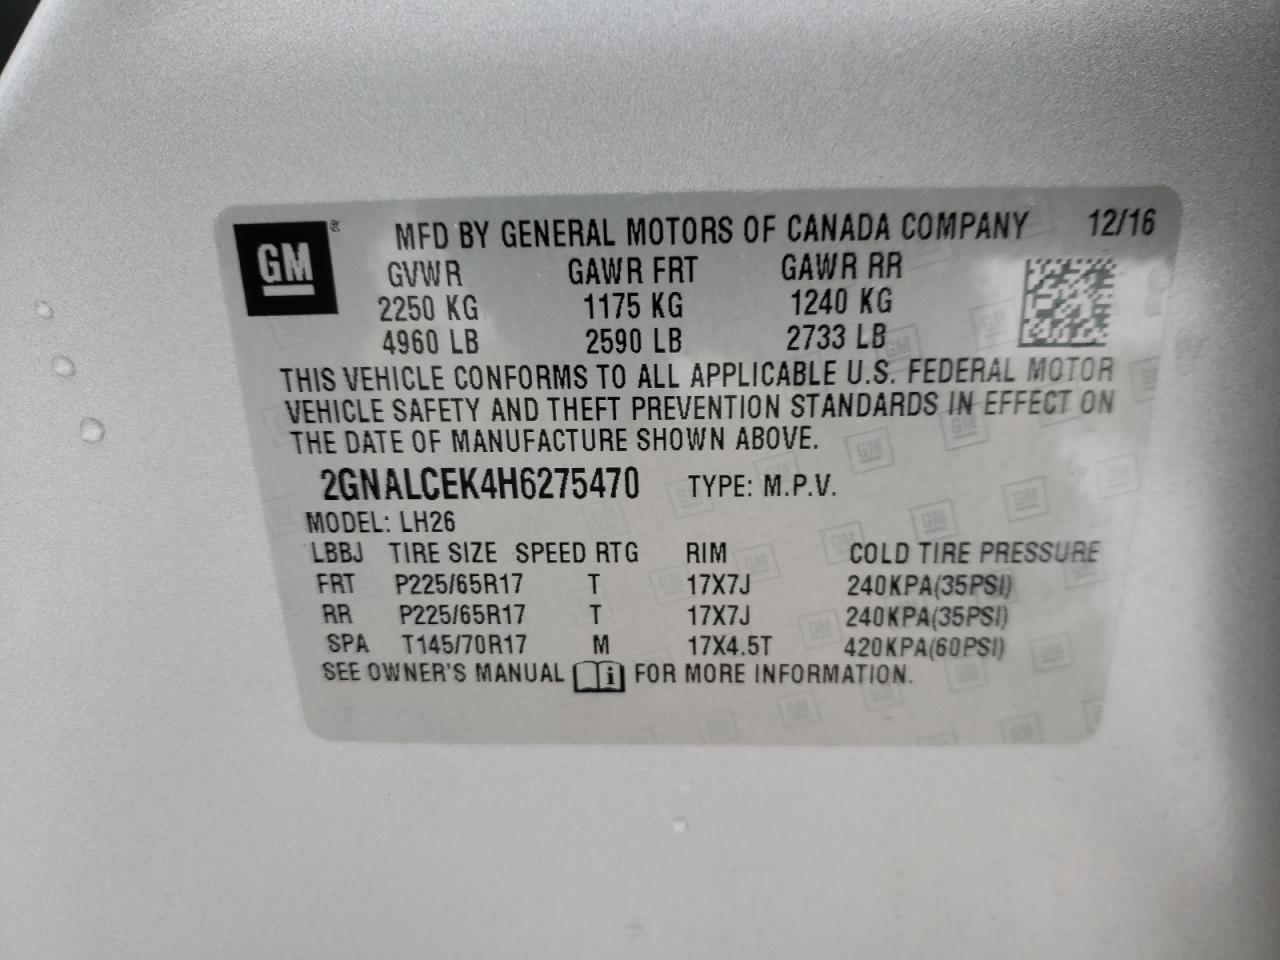 GM ® MFD BY GENERAL MOTORS OF CANADA COMPANY 12/16
GVWR GAWR FRT GAWR RR
2250 KG 1175 KG 1240 KG
4960 LB 2590 LB 2733 LB
THIS VEHICLE CONFORMS TO ALL APPLICABLE U.S. FEDERAL MOTOR
VEHICLE SAFETY AND THEFT PREVENTION STANDARDS IN EFFECT ON
THE DATE OF MANUFACTURE SHOWN ABOVE.
2GNALCEK4H6275470 TYPE: M.P.V.
MODEL: LH26
LBBJ TIRE SIZE SPEED RTG RIM COLD TIRE PRESSURE
FRT P225/65R17 T 17X7J 240KPA(35PSI)
RR P225/65R17 T 17X7J 240KPA(35PSI)
SPA T145/70R17 M 17X4.5T 420KPA(60PSI)
SEE OWNER'S MANUAL i FOR MORE INFORMATION.